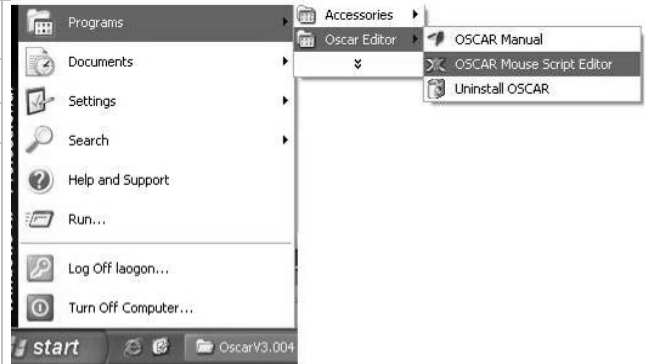 Programs
Documents
Settings
Search
Help and Support
Run...
Log Off laogon...
Turn Off Computer...
start
OscarV3.004
Accessories
Oscar Editor
OSCAR Manual
OSCAR Mouse Script Editor
Uninstall OSCAR